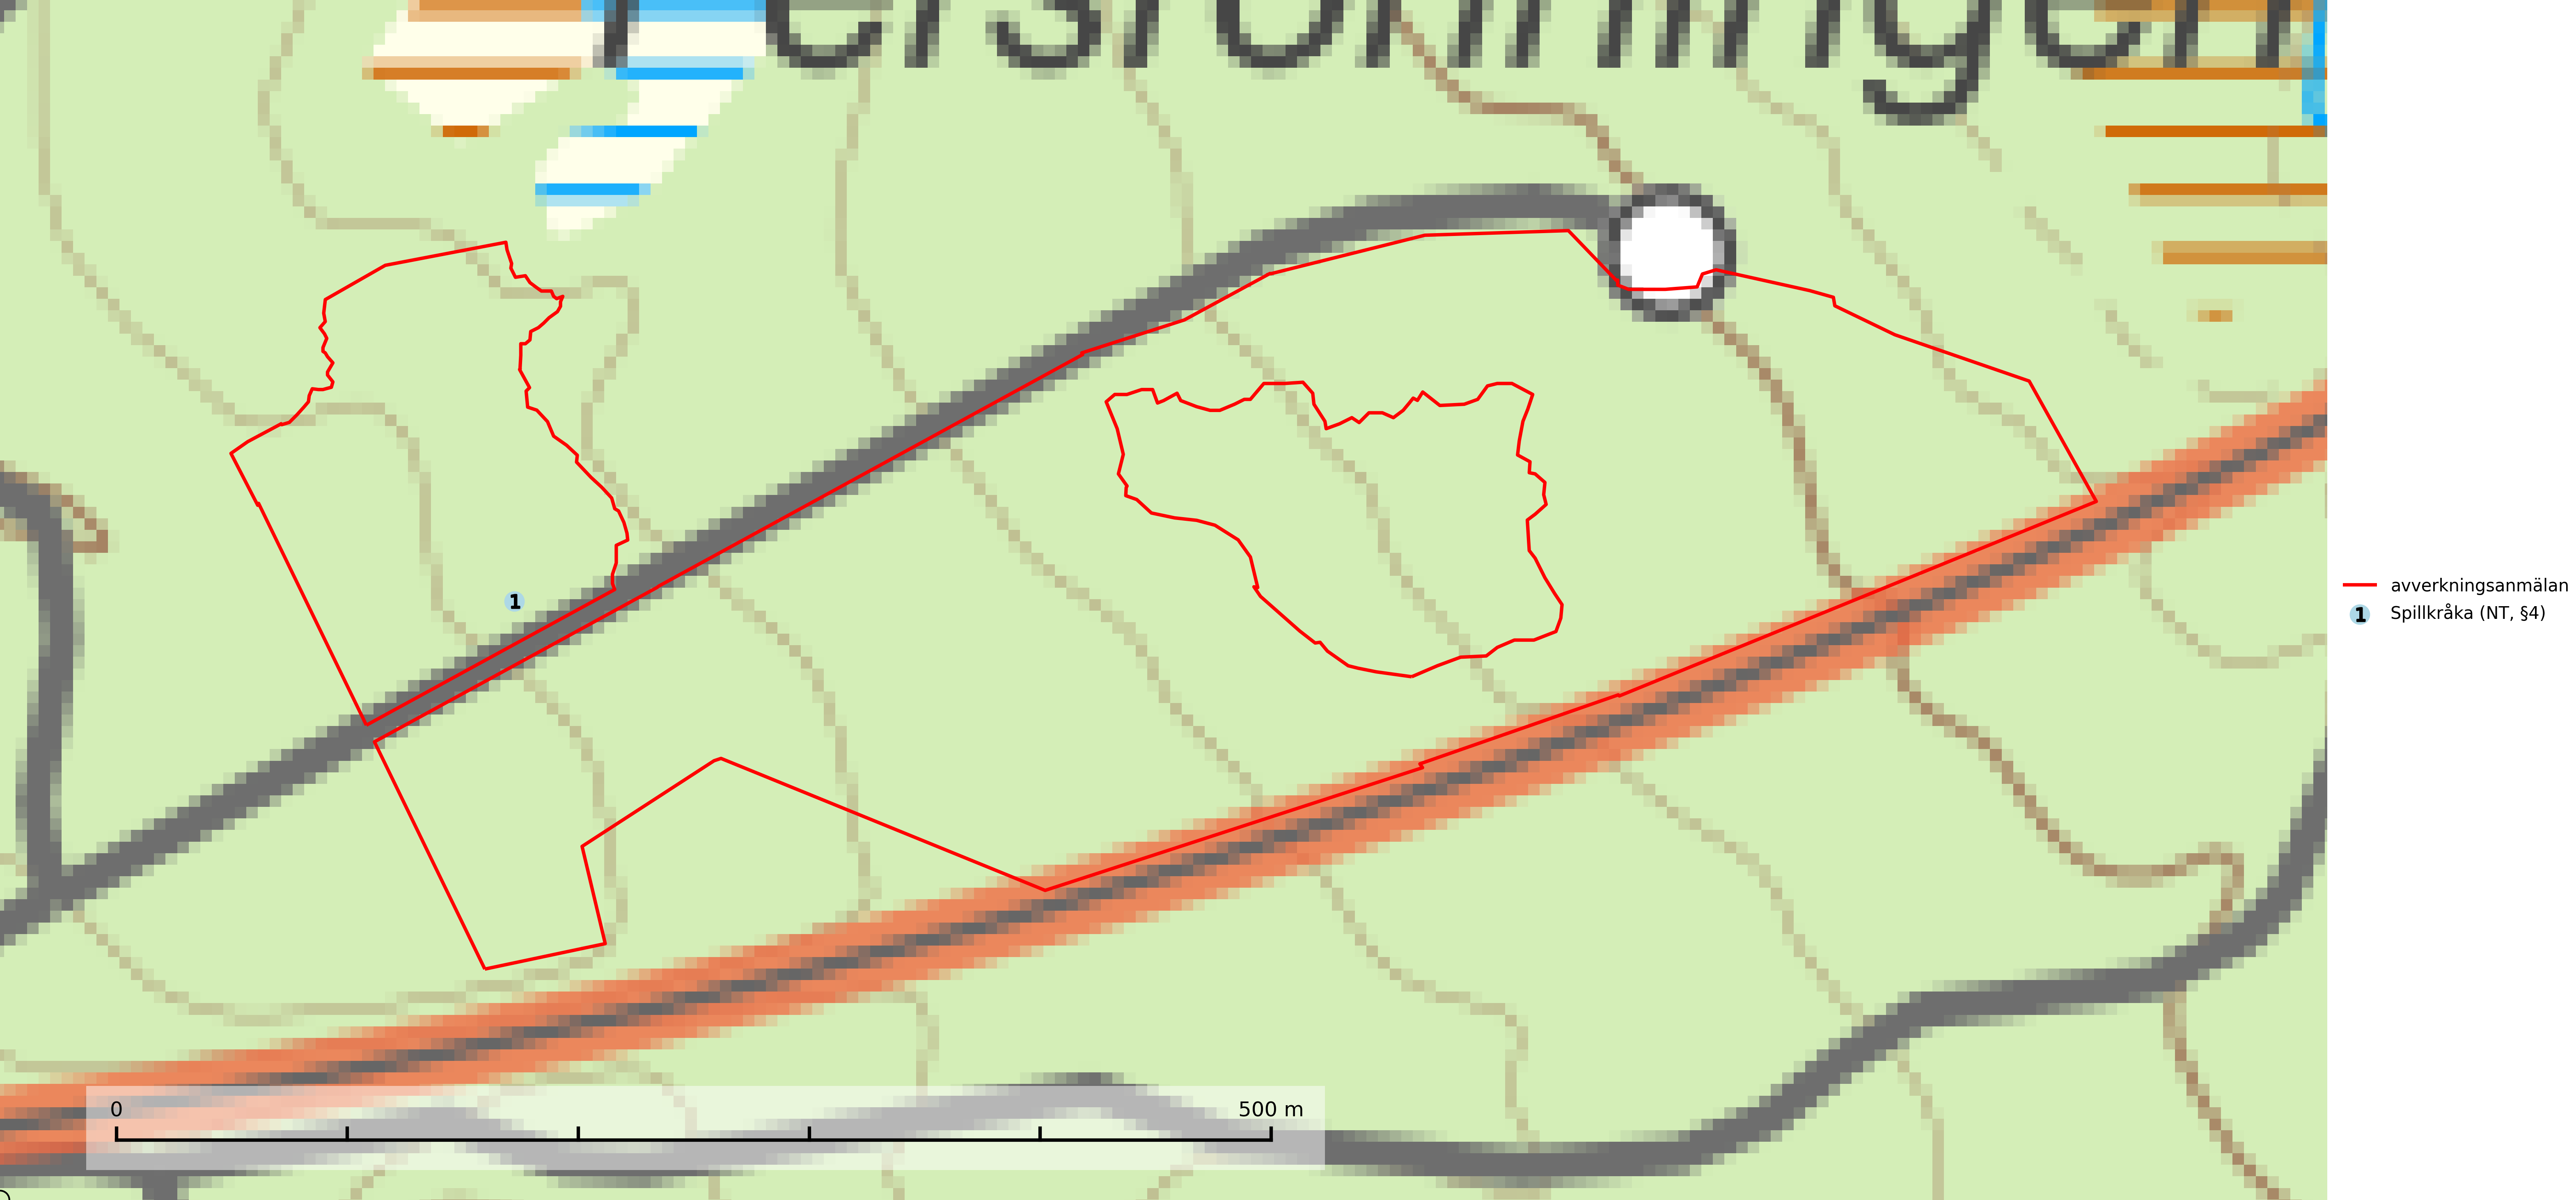 1
0
500 m
avverkningsanmälan
1 Spillkråka (NT, §4)